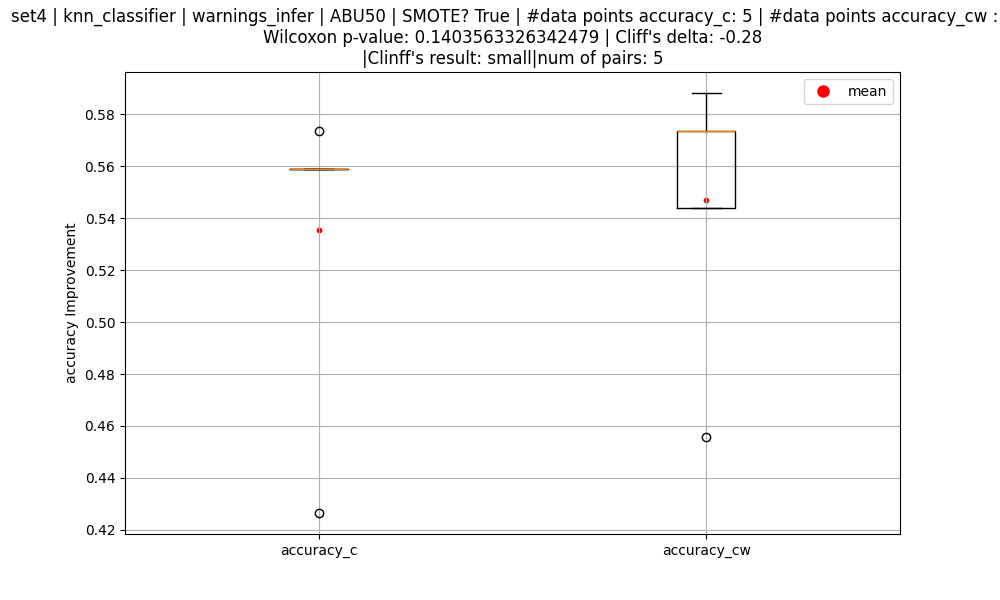 set4 | knn_classifier | warnings_infer | ABU50 | SMOTE? True | #data points accuracy_c: 5 | #data points accuracy_cw :
Wilcoxon p-value: 0.1403563326342479 | Cliff's delta: -0.28
|Clinff's result: small|num of pairs: 5
mean
0.58
0.56
0.54
0.52
0.50
0.48
0.46
0.44
0.42
accuracy Improvement
accuracy_c
accuracy_cw